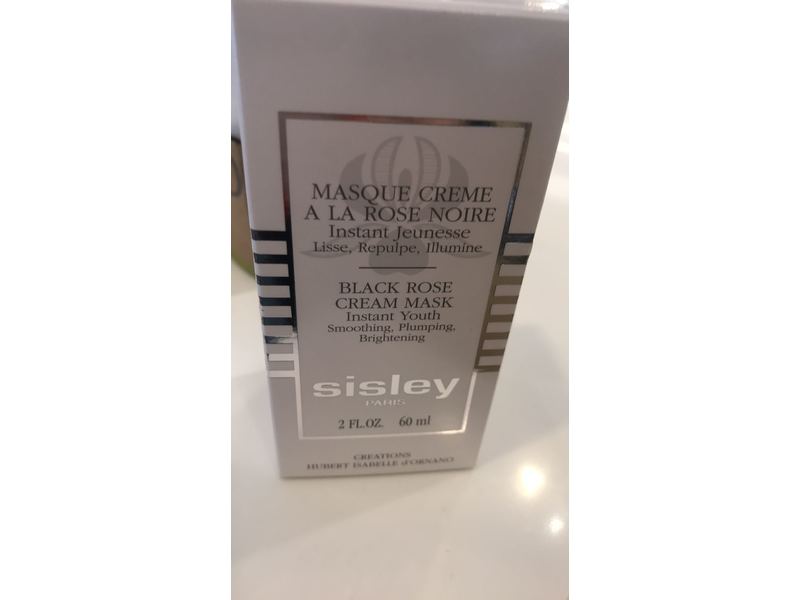 MASQUE CREME
A LA ROSE NOIRE
Instant Jeunesse
Lisse, Repulpe, Illumine
BLACK ROSE
CREAM MASK
Instant Youth
Smoothing, Plumping,
Brightening
sisley
PARIS
2 FL.OZ. 60 ml
CREATIONS
HUBERT ISABELLE d'ORNANO